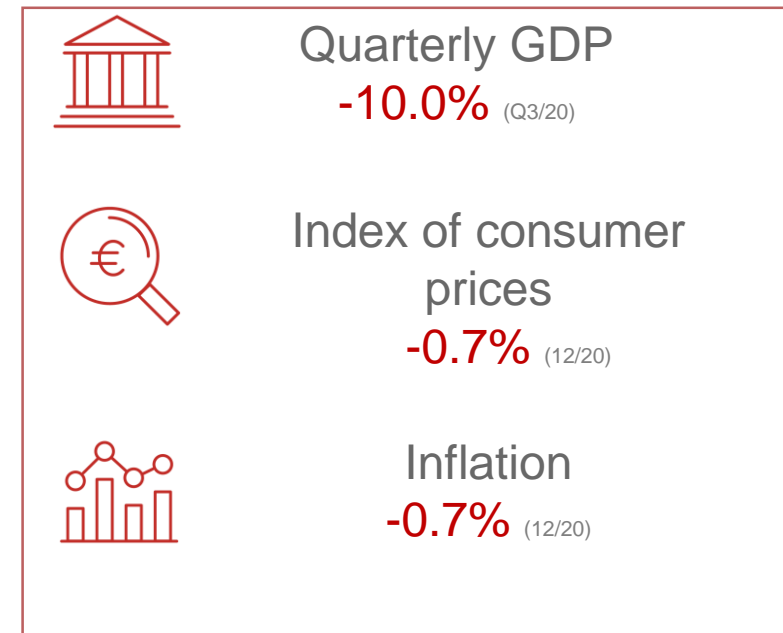 Quarterly GDP
-10.0% (Q3/20)
€
Index of consumer
prices
-0.7% (12/20)
Inflation
-0.7% (12/20)